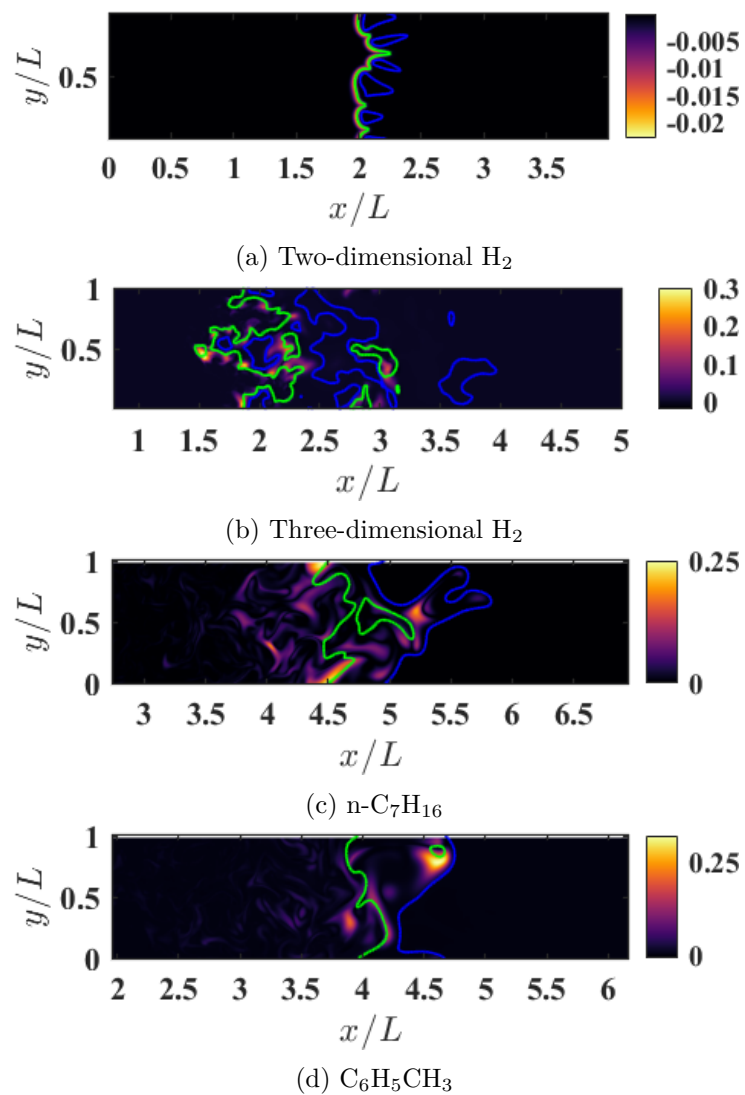 y/L
0.5
-0.005
-0.01
-0.015
-0.02
0 0.5 1 1.5 2 2.5 3 3.5
x/L
(a) Two-dimensional H₂
y/L
1
0.5
0.3
0.2
0.1
0
1 1.5 2 2.5 3 3.5 4 4.5 5
x/L
(b) Three-dimensional H₂
y/L
1
0.5
0
0.25
0
3 3.5 4 4.5 5 5.5 6 6.5
x/L
(c) n-C₇H₁₆
y/L
1
0.5
0
0.25
0
2 2.5 3 3.5 4 4.5 5 5.5 6
x/L
(d) C₆H₅CH₃